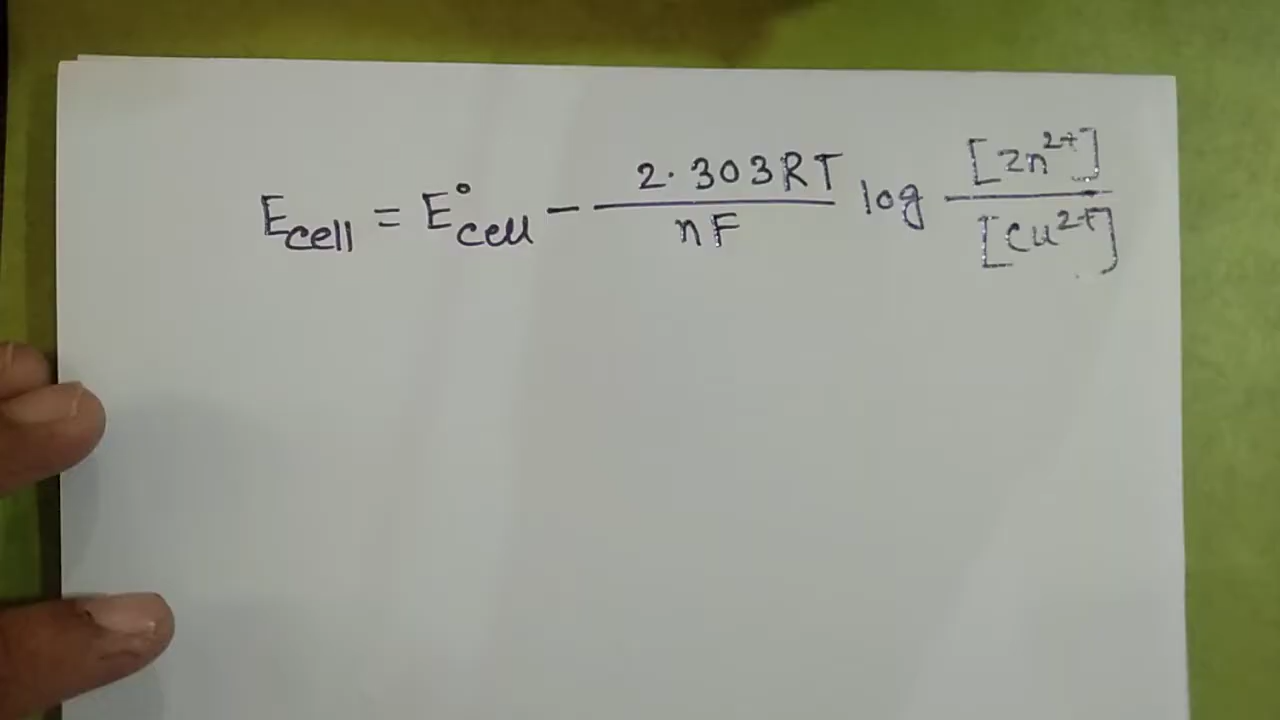 E_cell = E°_cell − 2.303RT/nF log [Zn²⁺]/[Cu²⁺]